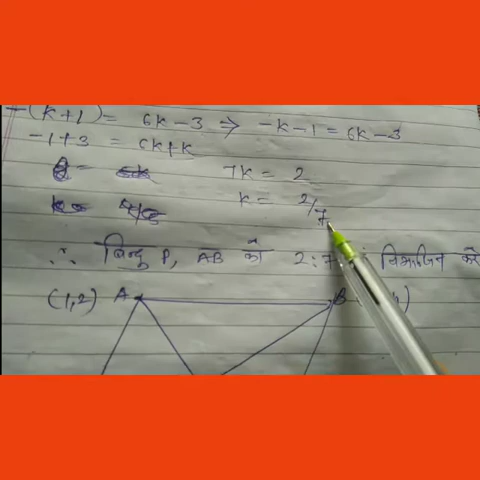 -(k+1) = 6k-3 ⇒ -k-1 = 6k-3
-1+3 = 6k+k
7k = 2
k = 2/7
∴ बिन्दु P, AB को 2:7 विभाजित करे
(1,2) A B